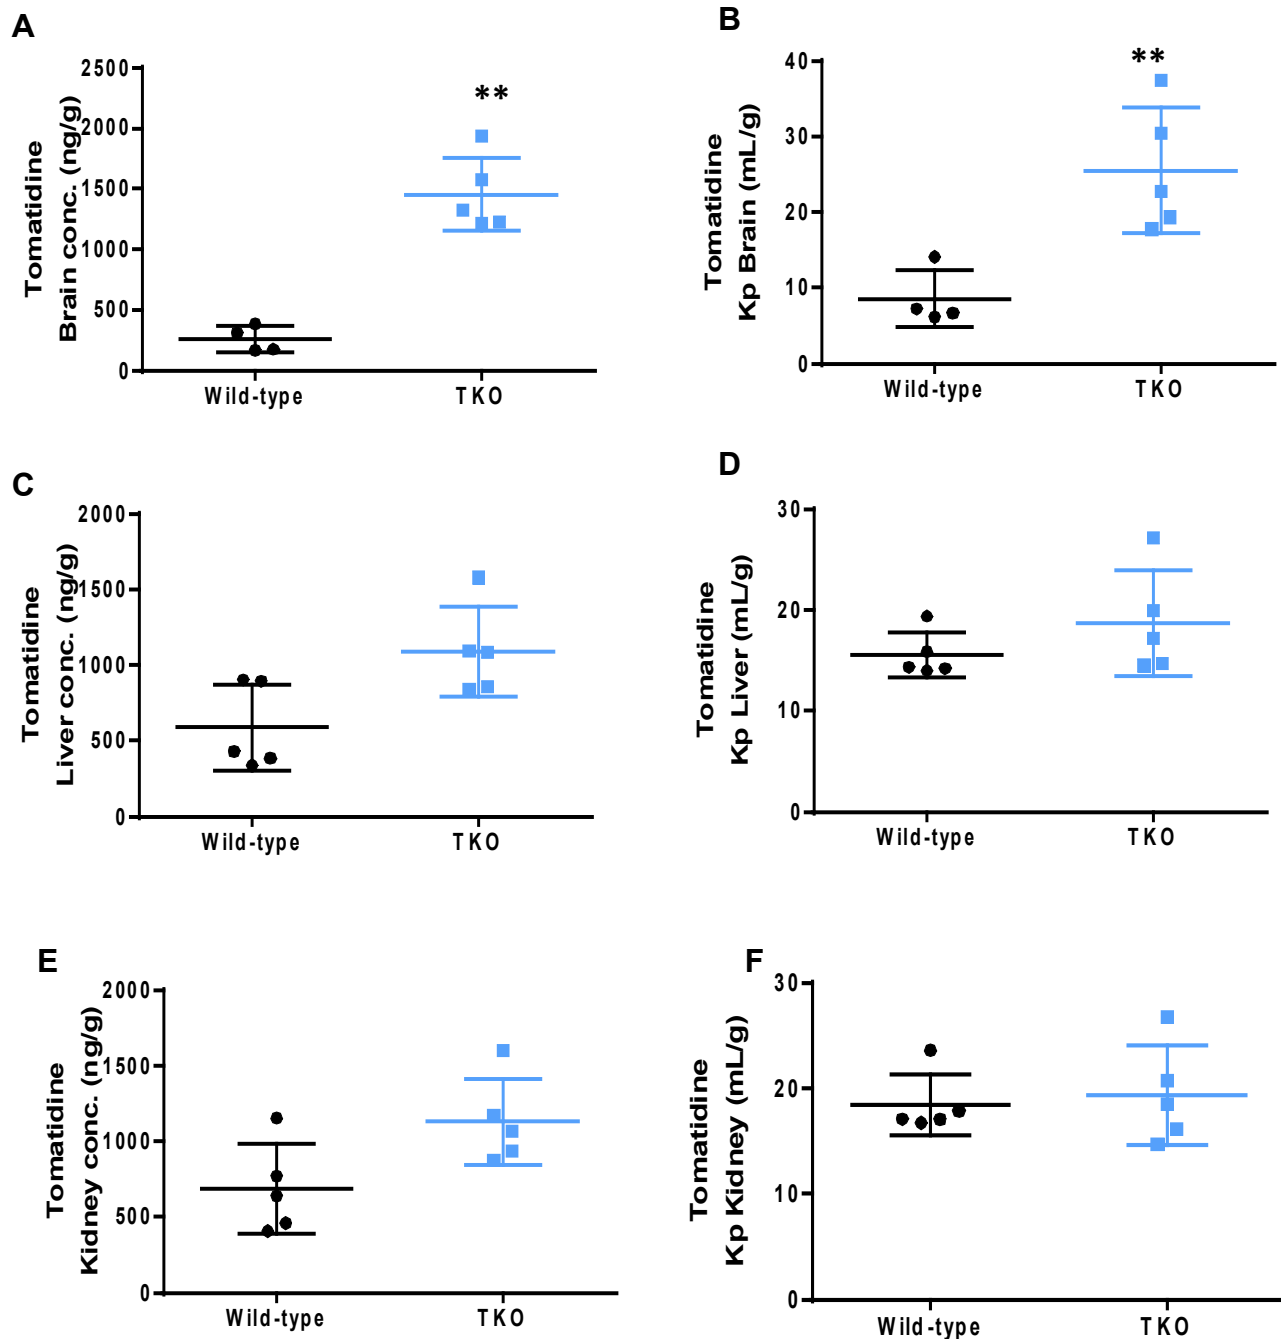 A
Tomatidine
Brain conc. (ng/g)
2500
2000
1500
1000
500
0
**
Wild-type
TKO
B
Tomatidine
Kp Brain (mL/g)
40
30
20
10
0
**
Wild-type
TKO
C
Tomatidine
Liver conc. (ng/g)
2000
1500
1000
500
0
Wild-type
TKO
D
Tomatidine
Kp Liver (mL/g)
30
20
10
0
Wild-type
TKO
E
Tomatidine
Kidney conc. (ng/g)
2000
1500
1000
500
0
Wild-type
TKO
F
Tomatidine
Kp Kidney (mL/g)
30
20
10
0
Wild-type
TKO